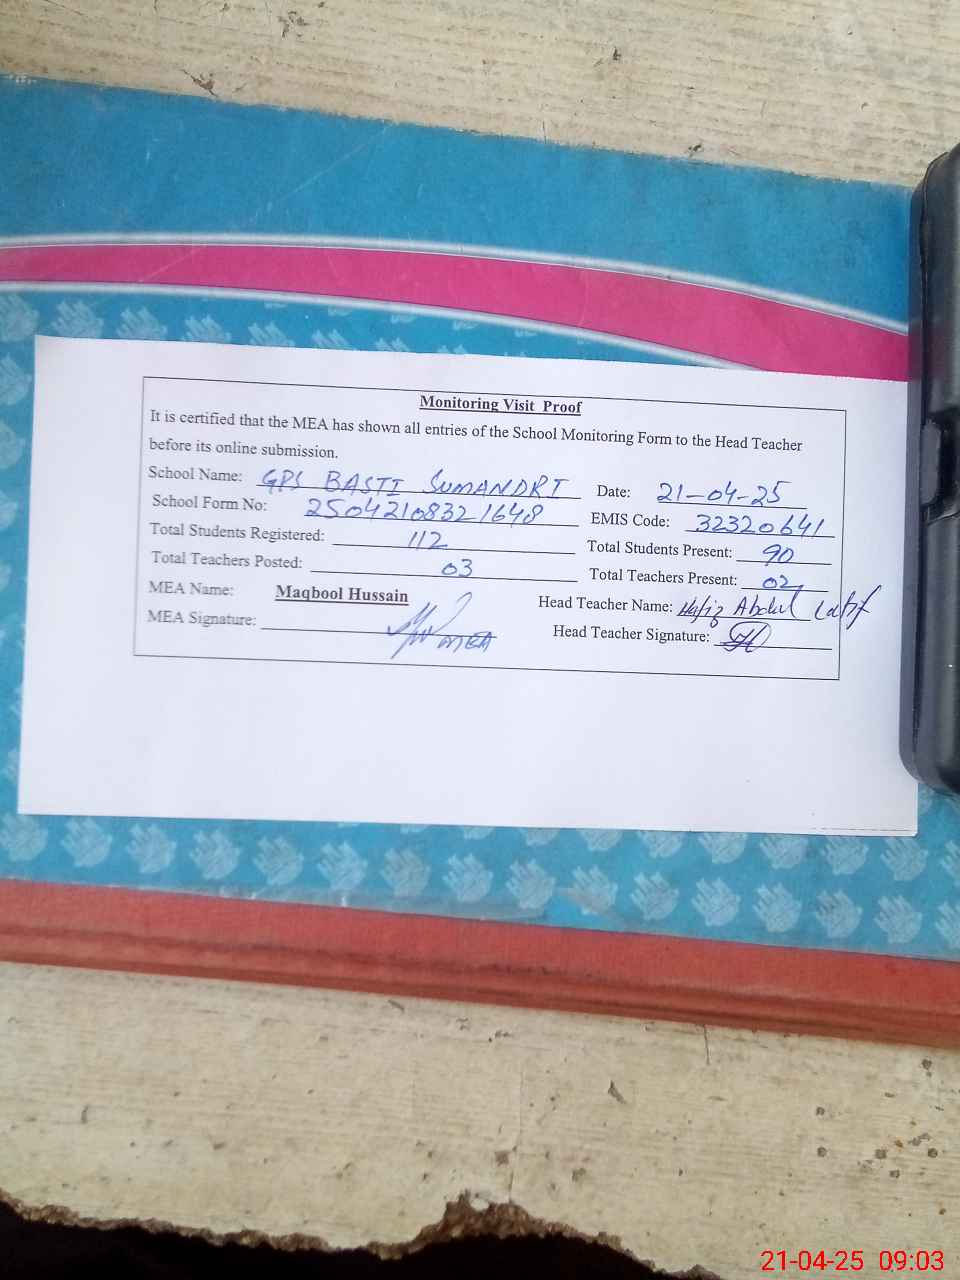 Monitoring Visit Proof
It is certified that the MEA has shown all entries of the School Monitoring Form to the Head Teacher
before its online submission.
School Name: GPS BASTI SUMANDRI Date: 21-04-25
School Form No: 25042108321648 EMIS Code: 32320641
Total Students Registered: 112 Total Students Present: 90
Total Teachers Posted: 03 Total Teachers Present: 02
MEA Name: Maqbool Hussain Head Teacher Name: Hafiz Abdul Latif
MEA Signature: MEA Head Teacher Signature:
21-04-25 09:03